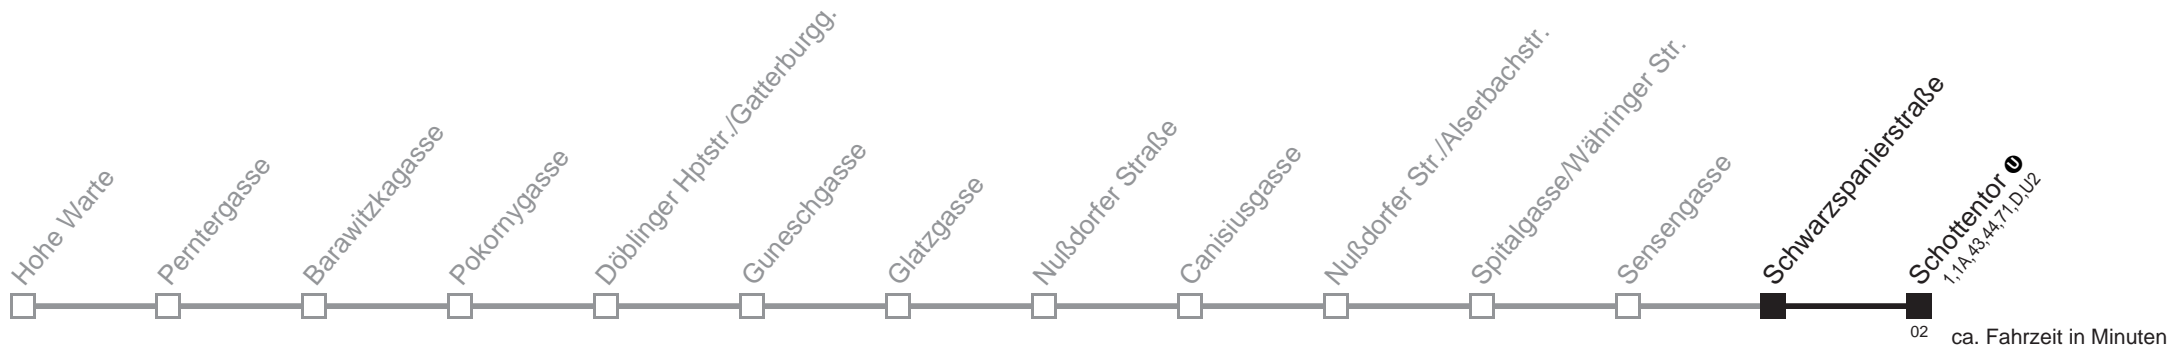 Hohe Warte
Perntergasse
Barawitzkagasse
Pokornygasse
Döblinger Hptstr./Gatterburgg.
Guneschgasse
Glatzgasse
Nußdorfer Straße
Canisiusgasse
Nußdorfer Str./Alserbachstr.
Spitalgasse/Währinger Str.
Sensengasse
Schwarzspanierstraße
Schottentor U
1,1A,43,44,71,D,U2
02 ca. Fahrzeit in Minuten